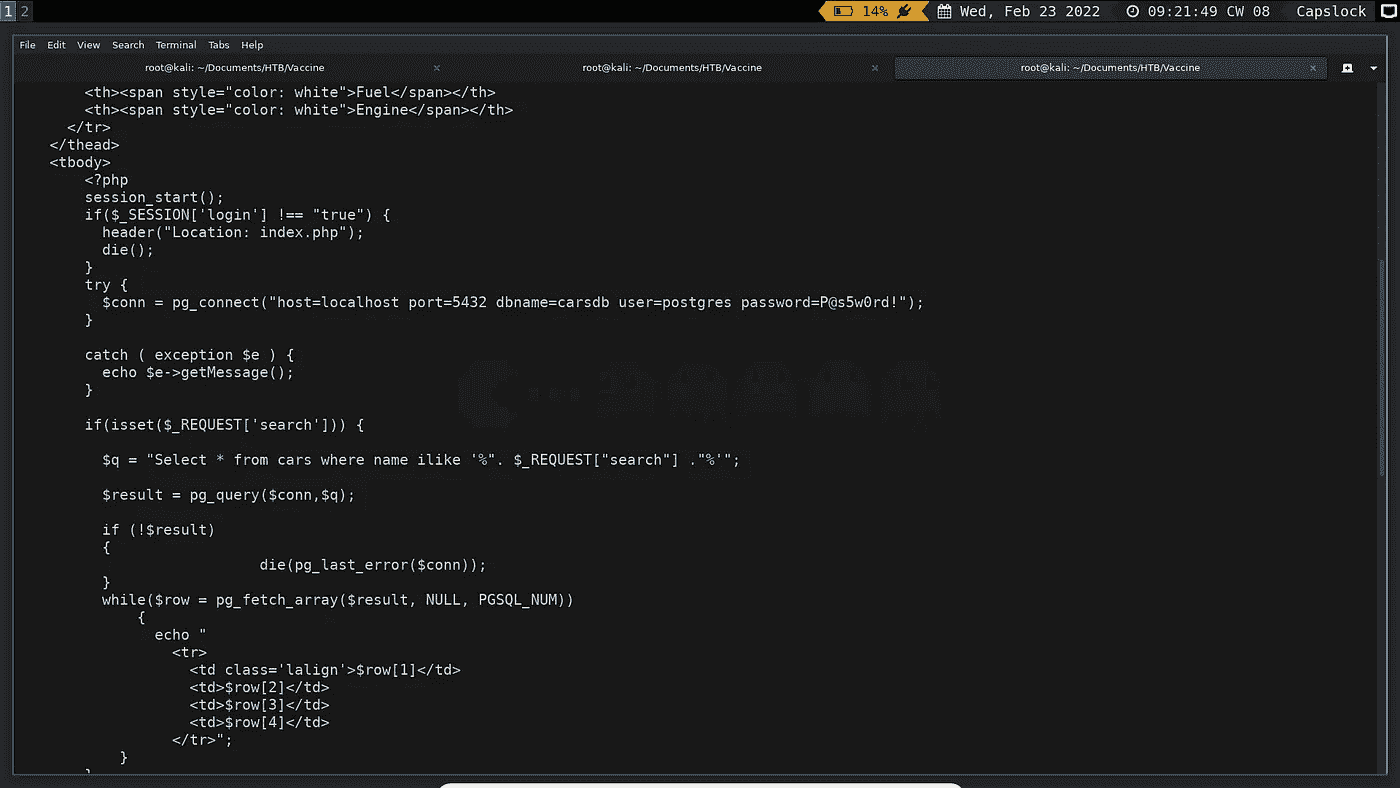 1 2 14% Wed, Feb 23 2022 09:21:49 CW 08 Capslock
File Edit View Search Terminal Tabs Help
root@kali: ~/Documents/HTB/Vaccine × root@kali: ~/Documents/HTB/Vaccine × root@kali: ~/Documents/HTB/Vaccine ×
<th><span style="color: white">Fuel</span></th>
<th><span style="color: white">Engine</span></th>
</tr>
</thead>
<tbody>
<?php
session_start();
if($_SESSION['login'] !== "true") {
header("Location: index.php");
die();
}
try {
$conn = pg_connect("host=localhost port=5432 dbname=carsdb user=postgres password=P@s5w0rd!");
}
catch ( exception $e ) {
echo $e->getMessage();
}
if(isset($_REQUEST['search'])) {
$q = "Select * from cars where name ilike '%". $_REQUEST["search"] ."%'";
$result = pg_query($conn,$q);
if (!$result)
{
die(pg_last_error($conn));
}
while($row = pg_fetch_array($result, NULL, PGSQL_NUM))
{
echo "
<tr>
<td class='lalign'>$row[1]</td>
<td>$row[2]</td>
<td>$row[3]</td>
<td>$row[4]</td>
</tr>";
}